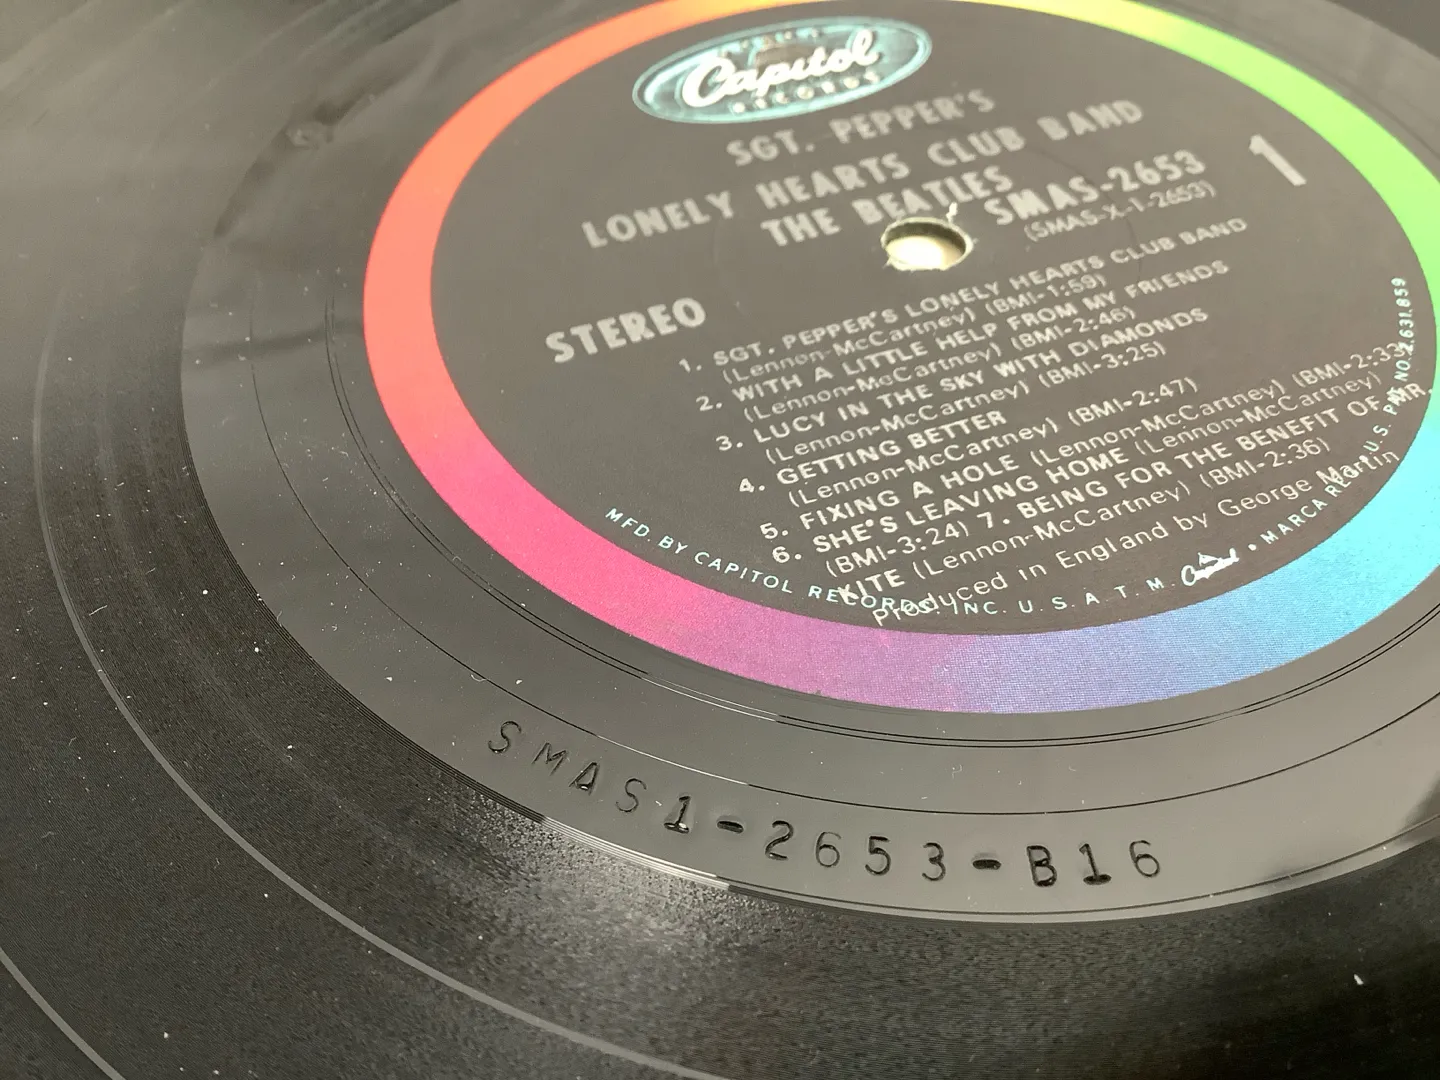 Capitol
RECORDS
SGT. PEPPER'S
LONELY HEARTS CLUB BAND
THE BEATLES
SMAS-2653
(SMAS-X-1-2653)
1
STEREO
1. SGT. PEPPER'S LONELY HEARTS CLUB BAND
(Lennon-McCartney) (BMI-1:59)
2. WITH A LITTLE HELP FROM MY FRIENDS
(Lennon-McCartney) (BMI-2:46)
3. LUCY IN THE SKY WITH DIAMONDS
(Lennon-McCartney) (BMI-3:25)
4. GETTING BETTER
(Lennon-McCartney) (BMI-2:47)
5. FIXING A HOLE (Lennon-McCartney) (BMI-2:33)
6. SHE'S LEAVING HOME (Lennon-McCartney)
(BMI-3:24) 7. BEING FOR THE BENEFIT OF MR.
KITE (Lennon-McCartney) (BMI-2:36)
Produced in England by George Martin
MFD. BY CAPITOL RECORDS, INC. U.S.A. T.M. Capitol • MARCA REG. U.S. PAT. NO. 2,631,859
SMAS1-2653-B16